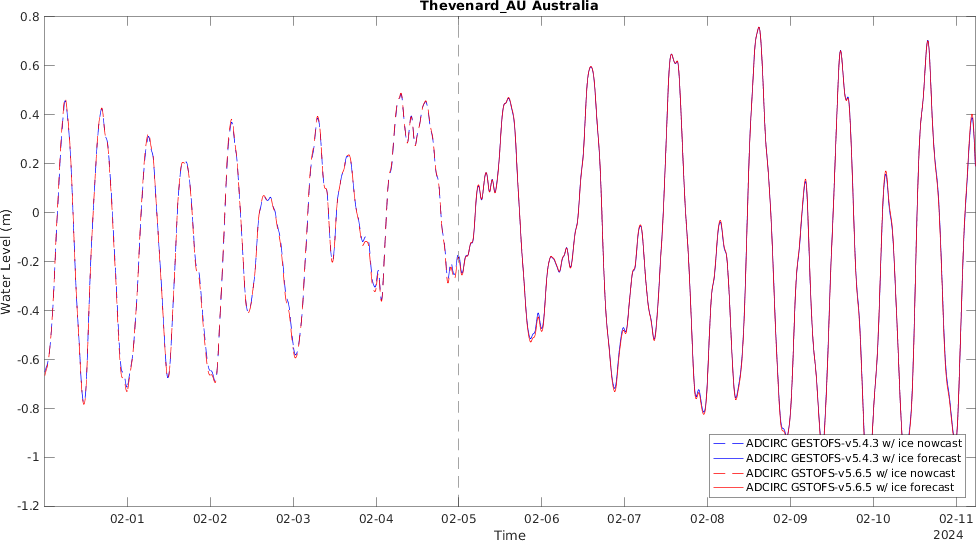 Thevenard_AU Australia
Water Level (m)
0.8
0.6
0.4
0.2
0
-0.2
-0.4
-0.6
-0.8
-1
-1.2
ADCIRC GESTOFS-v5.4.3 w/ ice nowcast
ADCIRC GESTOFS-v5.4.3 w/ ice forecast
ADCIRC GSTOFS-v5.6.5 w/ ice nowcast
ADCIRC GSTOFS-v5.6.5 w/ ice forecast
02-01 02-02 02-03 02-04 02-05 02-06 02-07 02-08 02-09 02-10 02-11
Time
2024